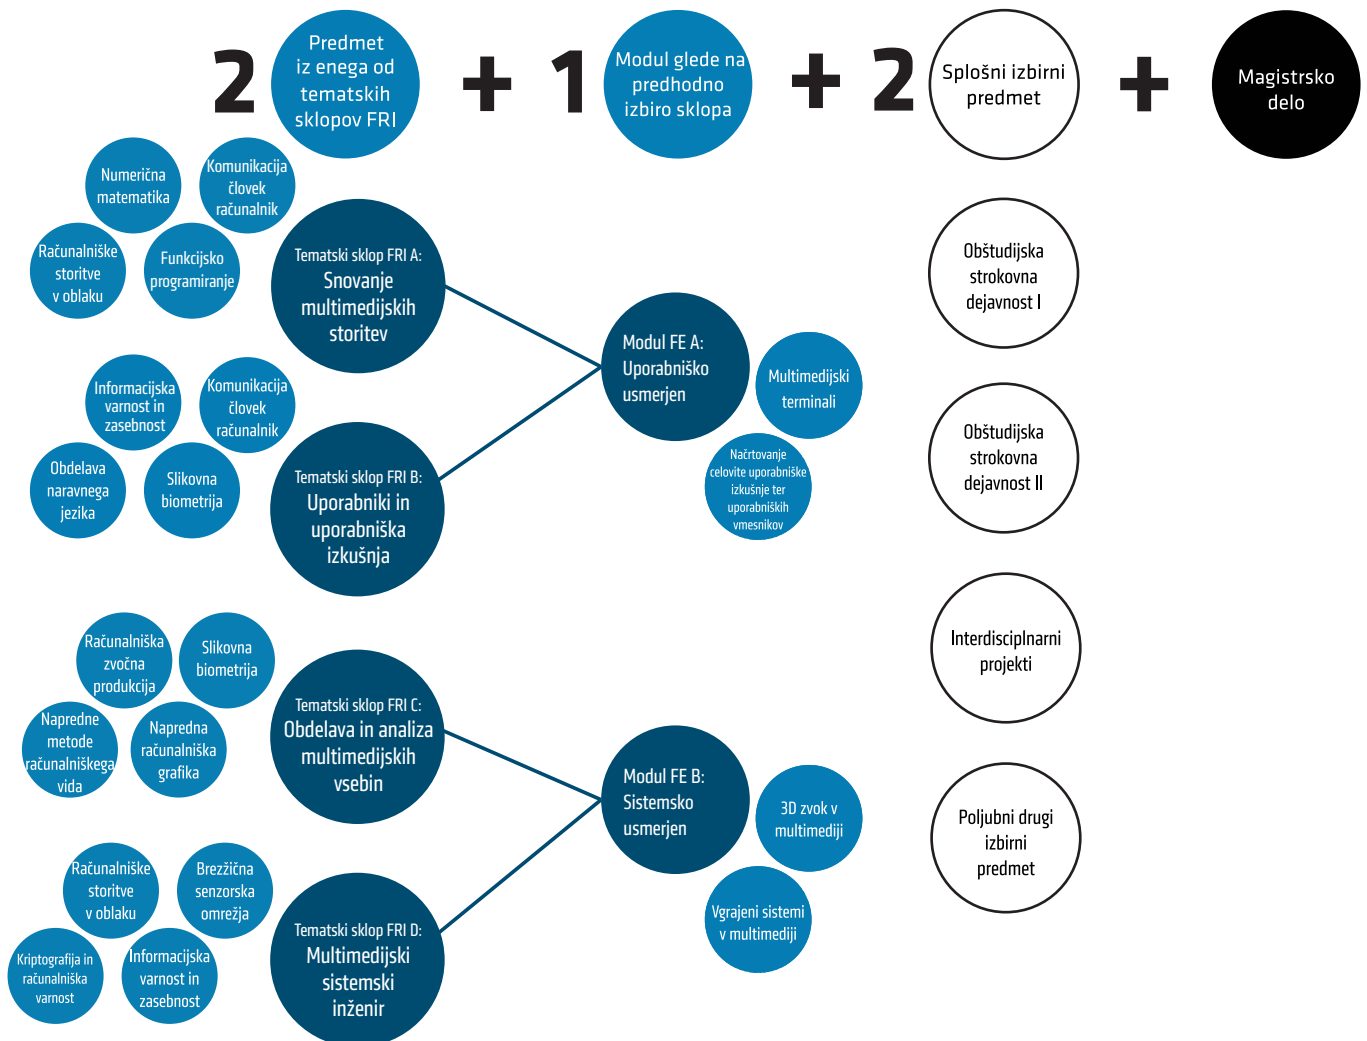 2
Predmet
iz enega od
tematskih
sklopov FRI
+
1
Modul glede na
predhodno
izbiro sklopa
+
2
Splošni izbirni
predmet
+
Magistrsko
delo
Numerična
matematika
Komunikacija
človek
računalnik
Računalniške
storitve
v oblaku
Funkcijsko
programiranje
Tematski sklop FRI A:
Snovanje
multimedijskih
storitev
Informacijska
varnost in
zasebnost
Komunikacija
človek
računalnik
Obdelava
naravnega
jezika
Slikovna
biometrija
Tematski sklop FRI B:
Uporabniki in
uporabniška
izkušnja
Modul FE A:
Uporabniško
usmerjen
Multimedijski
terminali
Načrtovanje
celovite uporabniške
izkušnje ter
uporabniških
vmesnikov
Računalniška
zvočna
produkcija
Slikovna
biometrija
Napredne
metode
računalniškega
vida
Napredna
računalniška
grafika
Tematski sklop FRI C:
Obdelava in analiza
multimedijskih
vsebin
Računalniške
storitve
v oblaku
Brezžična
senzorska
omrežja
Kriptografija in
računalniška
varnost
Informacijska
varnost in
zasebnost
Tematski sklop FRI D:
Multimedijski
sistemski
inženir
Modul FE B:
Sistemsko
usmerjen
3D zvok v
multimediji
Vgrajeni sistemi
v multimediji
Obštudijska
strokovna
dejavnost I
Obštudijska
strokovna
dejavnost II
Interdisciplinarni
projekti
Poljubni drugi
izbirni
predmet